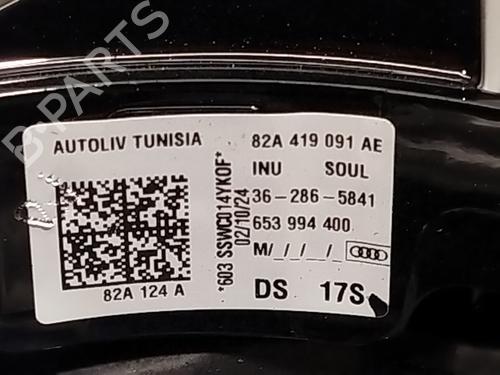 B-PARTS
AUTOLIV TUNISIA
82A 124 A
*603 SSWC014YKOF*
02/10/24
82A 419 091 AE
INU SOUL
36-286-5841
653 994 400
M/_/_/_/
DS 17S